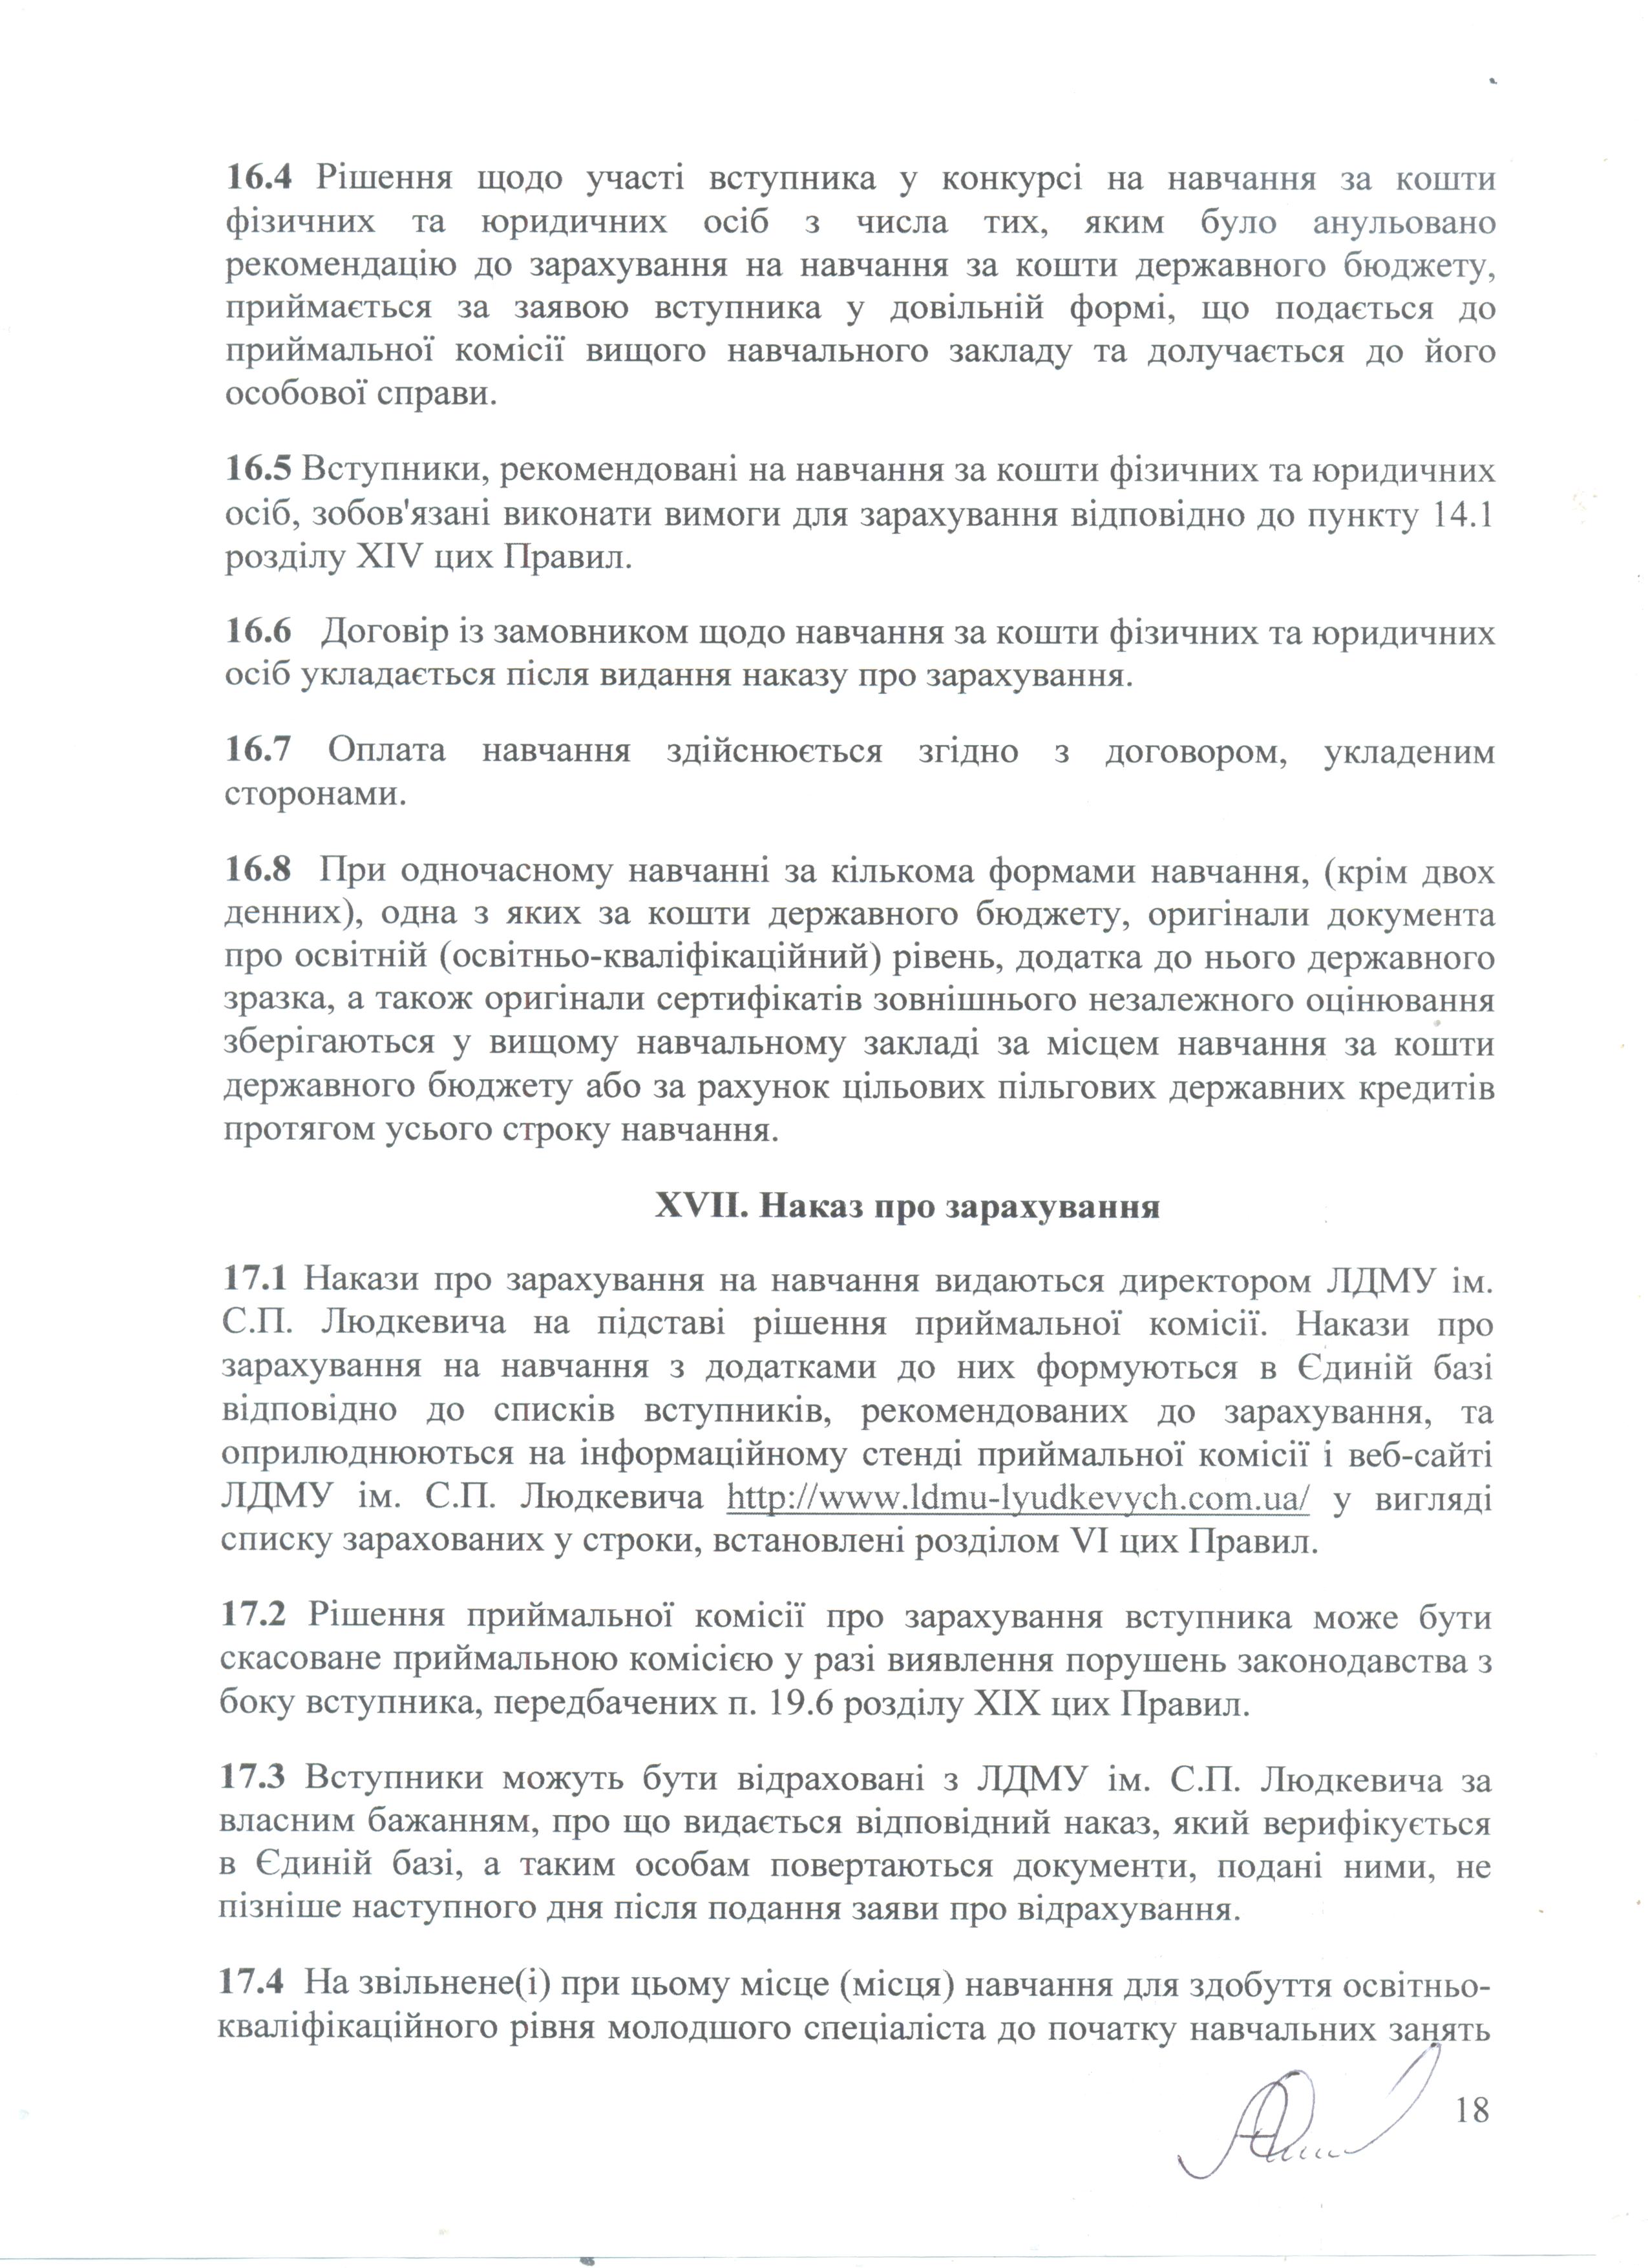 16.4 Рішення щодо участі вступника у конкурсі на навчання за кошти
фізичних та юридичних осіб з числа тих, яким було анульовано
рекомендацію до зарахування на навчання за кошти державного бюджету,
приймається за заявою вступника у довільній формі, що подається до
приймальної комісії вищого навчального закладу та долучається до його
особової справи.
16.5 Вступники, рекомендовані на навчання за кошти фізичних та юридичних
осіб, зобов'язані виконати вимоги для зарахування відповідно до пункту 14.1
розділу XIV цих Правил.
16.6 Договір із замовником щодо навчання за кошти фізичних та юридичних
осіб укладається після видання наказу про зарахування.
16.7 Оплата навчання здійснюється згідно з договором, укладеним
сторонами.
16.8 При одночасному навчанні за кількома формами навчання, (крім двох
денних), одна з яких за кошти державного бюджету, оригінали документа
про освітній (освітньо-кваліфікаційний) рівень, додатка до нього державного
зразка, а також оригінали сертифікатів зовнішнього незалежного оцінювання
зберігаються у вищому навчальному закладі за місцем навчання за кошти
державного бюджету або за рахунок цільових пільгових державних кредитів
протягом усього строку навчання.
XVII. Наказ про зарахування
17.1 Накази про зарахування на навчання видаються директором ЛДМУ ім.
С.П. Людкевича на підставі рішення приймальної комісії. Накази про
зарахування на навчання з додатками до них формуються в Єдиній базі
відповідно до списків вступників, рекомендованих до зарахування, та
оприлюднюються на інформаційному стенді приймальної комісії і веб-сайті
ЛДМУ ім. С.П. Людкевича http://www.ldmu-lyudkevych.com.ua/ у вигляді
списку зарахованих у строки, встановлені розділом VI цих Правил.
17.2 Рішення приймальної комісії про зарахування вступника може бути
скасоване приймальною комісією у разі виявлення порушень законодавства з
боку вступника, передбачених п. 19.6 розділу XIX цих Правил.
17.3 Вступники можуть бути відраховані з ЛДМУ ім. С.П. Людкевича за
власним бажанням, про що видається відповідний наказ, який верифікується
в Єдиній базі, а таким особам повертаються документи, подані ними, не
пізніше наступного дня після подання заяви про відрахування.
17.4 На звільнене(і) при цьому місце (місця) навчання для здобуття освітньо-
кваліфікаційного рівня молодшого спеціаліста до початку навчальних занять
18